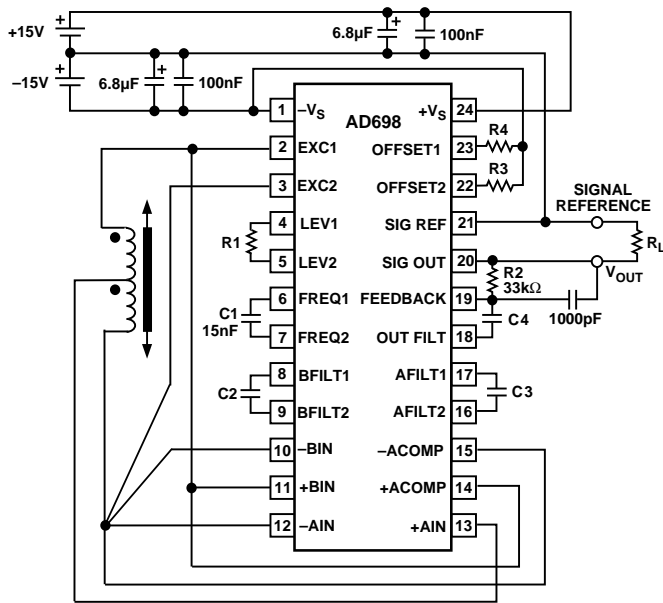 +15V
6.8µF
100nF
–15V
6.8µF
100nF
AD698
1 –VS
+VS 24
R4
2 EXC1
OFFSET1 23
R3
3 EXC2
OFFSET2 22
SIGNAL
REFERENCE
4 LEV1
SIG REF 21
R1
RL
5 LEV2
SIG OUT 20
VOUT
R2
33kΩ
6 FREQ1
FEEDBACK 19
C1
15nF
C4
1000pF
7 FREQ2
OUT FILT 18
8 BFILT1
AFILT1 17
C2
C3
9 BFILT2
AFILT2 16
10 –BIN
–ACOMP 15
11 +BIN
+ACOMP 14
12 –AIN
+AIN 13